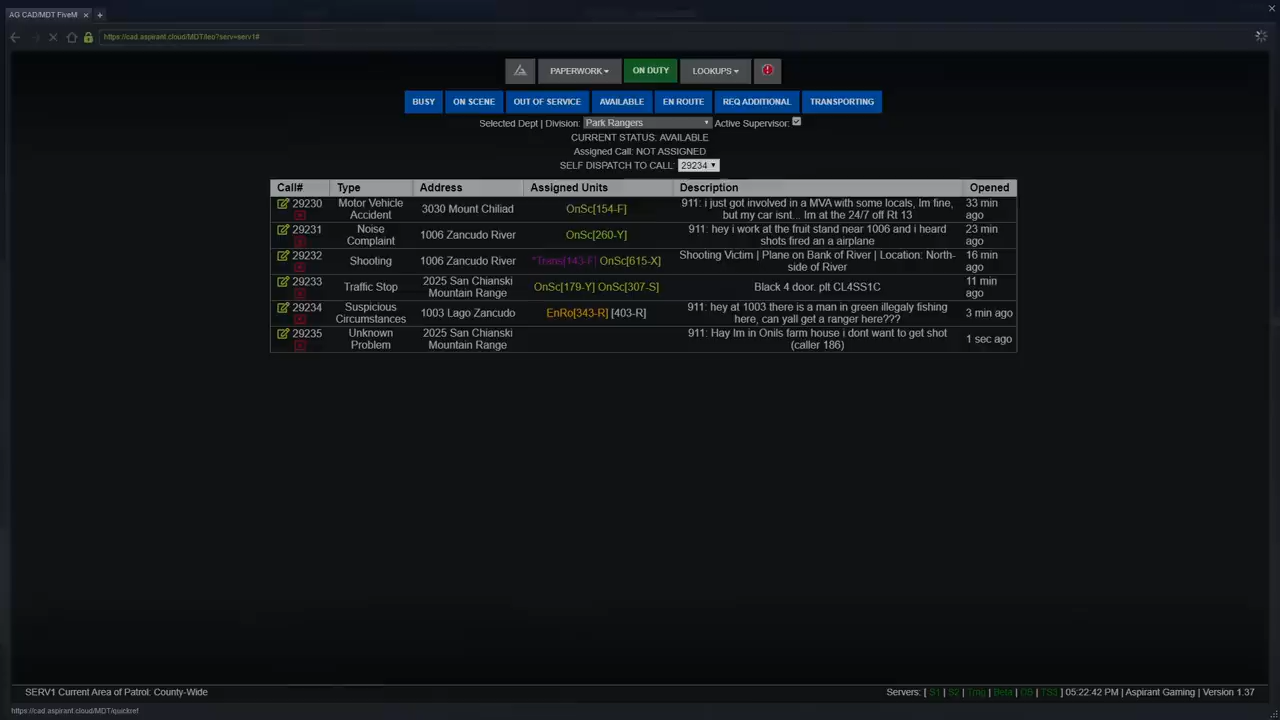 AG CAD/MDT FiveM
https://cad.aspirant.cloud/MDT/leo?serv=serv1#
PAPERWORK ON DUTY LOOKUPS
BUSY ON SCENE OUT OF SERVICE AVAILABLE EN ROUTE REQ ADDITIONAL TRANSPORTING
Selected Dept | Division: Park Rangers Active Supervisor:
CURRENT STATUS: AVAILABLE
Assigned Call: NOT ASSIGNED
SELF DISPATCH TO CALL: 29234
Call# Type Address Assigned Units Description Opened
29230 Motor Vehicle Accident 3030 Mount Chiliad OnSc[154-F] 911: i just got involved in a MVA with some locals, Im fine, but my car isnt... Im at the 24/7 off Rt 13 33 min ago
29231 Noise Complaint 1006 Zancudo River OnSc[260-Y] 911: hey i work at the fruit stand near 1006 and i heard shots fired an a airplane 23 min ago
29232 Shooting 1006 Zancudo River *Trans[143-F] OnSc[615-X] Shooting Victim | Plane on Bank of River | Location: North-side of River 16 min ago
29233 Traffic Stop 2025 San Chianski Mountain Range OnSc[179-Y] OnSc[307-S] Black 4 door. plt CL4SS1C 11 min ago
29234 Suspicious Circumstances 1003 Lago Zancudo EnRo[343-R] [403-R] 911: hey at 1003 there is a man in green illegaly fishing here, can yall get a ranger here??? 3 min ago
29235 Unknown Problem 2025 San Chianski Mountain Range 911: Hay Im in Onils farm house i dont want to get shot (caller 186) 1 sec ago
SERV1 Current Area of Patrol: County-Wide
Servers: [ S1 | S2 | Trng | Beta | OB | TS3 ] 05:22:42 PM | Aspirant Gaming | Version 1.37
https://cad.aspirant.cloud/MDT/quickref